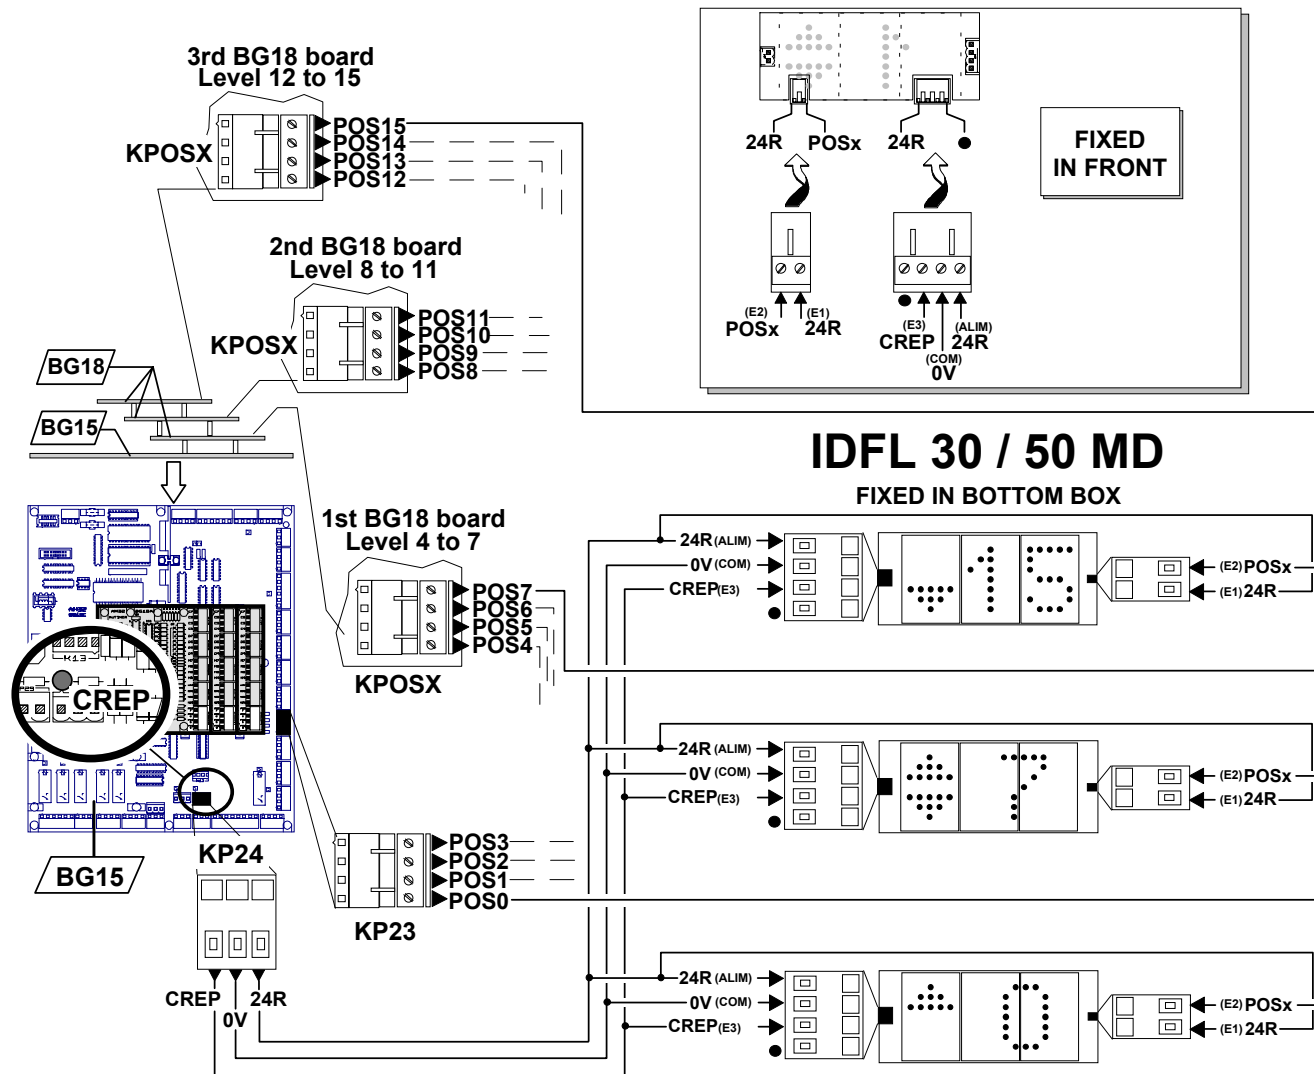 3rd BG18 board
Level 12 to 15
KPOSX
POS15
POS14
POS13
POS12
24R
POSx
24R
FIXED
IN FRONT
(E2)
POSx
(E1)
24R
(E3)
CREP
(COM)
0V
(ALIM)
24R
2nd BG18 board
Level 8 to 11
KPOSX
POS11
POS10
POS9
POS8
BG18
BG15
IDFL 30 / 50 MD
FIXED IN BOTTOM BOX
1st BG18 board
Level 4 to 7
KPOSX
POS7
POS6
POS5
POS4
24R (ALIM)
0V (COM)
CREP(E3)
15
(E2) POSx
(E1) 24R
K13
CREP
24R (ALIM)
0V (COM)
CREP(E3)
7
(E2) POSx
(E1) 24R
BG15
KP24
KP23
POS3
POS2
POS1
POS0
CREP
0V
24R
24R (ALIM)
0V (COM)
CREP(E3)
0
(E2) POSx
(E1) 24R